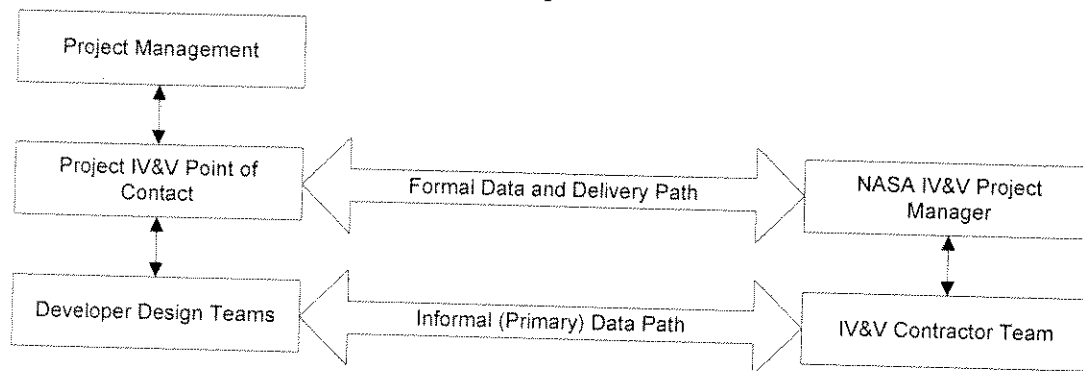 Project Management
Project IV&V Point of
Contact
Formal Data and Delivery Path
NASA IV&V Project
Manager
Developer Design Teams
Informal (Primary) Data Path
IV&V Contractor Team